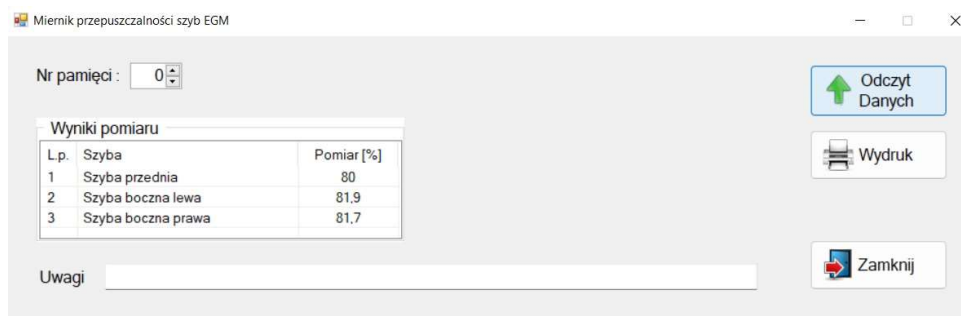 Miernik przepuszczalności szyb EGM
Nr pamięci : 0
Odczyt
Danych
Wyniki pomiaru
L.p. Szyba Pomiar [%]
1 Szyba przednia 80
2 Szyba boczna lewa 81,9
3 Szyba boczna prawa 81,7
Wydruk
Uwagi
Zamknij